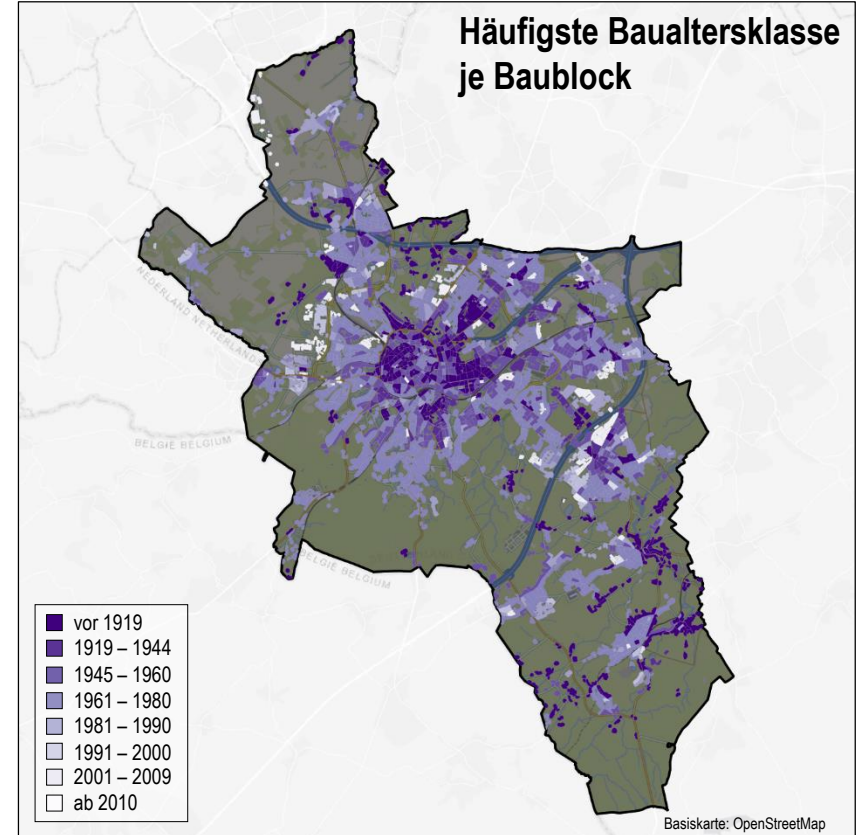 Häufigste Baualtersklasse
je Baublock
NEDERLAND NETHERLANDS
BELGIË BELGIUM
BELGIË BELGIUM
vor 1919
1919 – 1944
1945 – 1960
1961 – 1980
1981 – 1990
1991 – 2000
2001 – 2009
ab 2010
Basiskarte: OpenStreetMap